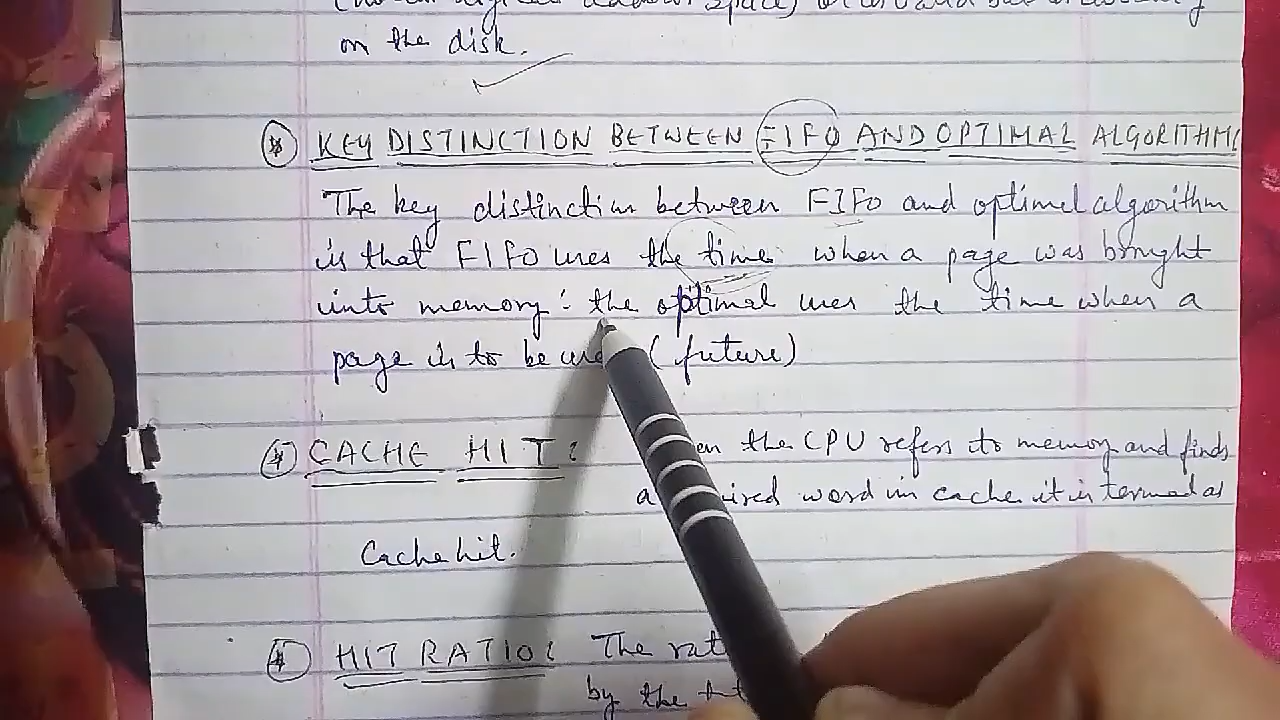 on the disk.
KEY DISTINCTION BETWEEN FIFO AND OPTIMAL ALGORITHM
The key distinction between FIFO and optimal algorithm
is that FIFO uses the time when a page was brought
into memory: the optimal uses the time when a
page is to be (future)
CACHE HIT: the CPU refers to memory and finds
a word in cache it is termed as
Cache hit.
HIT RATIO: The
by the